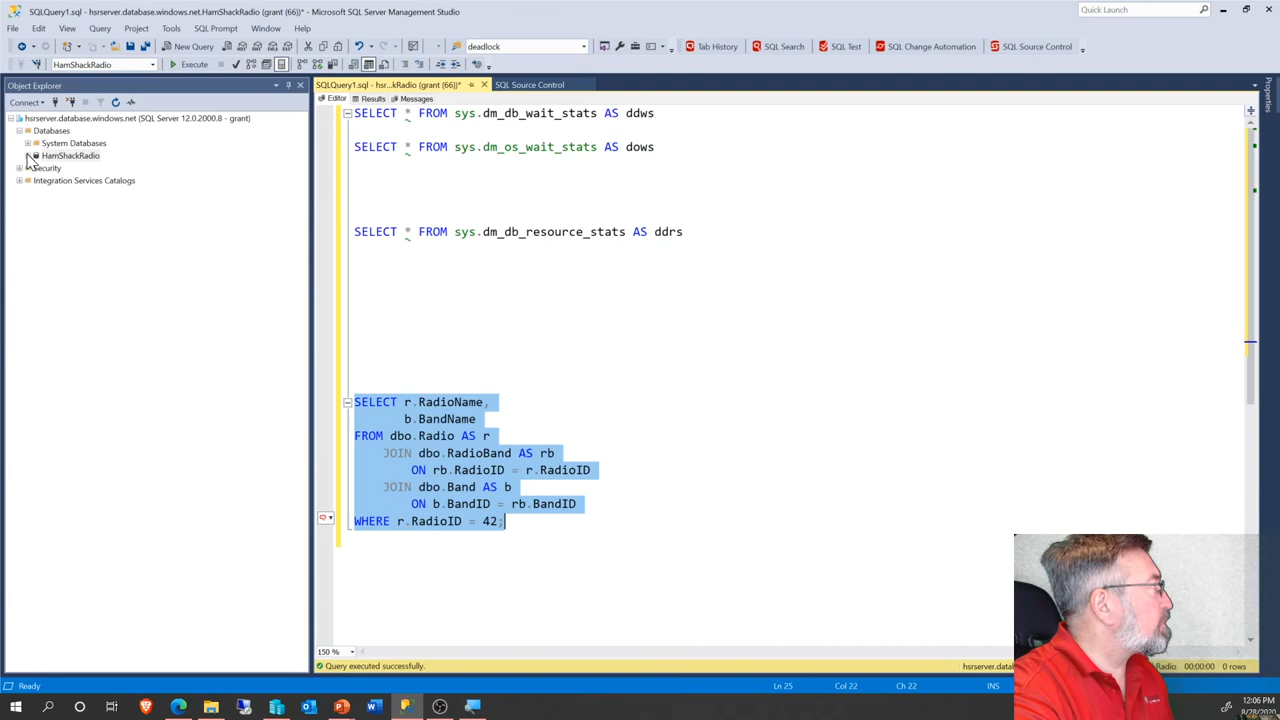 SQLQuery1.sql - hsrserver.database.windows.net.HamShackRadio (grant (66))* - Microsoft SQL Server Management Studio
Quick Launch
File Edit View Query Project Tools SQL Prompt Window Help
New Query deadlock Tab History SQL Search SQL Test SQL Change Automation SQL Source Control
HamShackRadio Execute
Object Explorer
SQLQuery1.sql - hsr...kRadio (grant (66))* SQL Source Control
Properties
Editor Results Messages
Connect
hsrserver.database.windows.net (SQL Server 12.0.2000.8 - grant)
Databases
System Databases
HamShackRadio
Security
Integration Services Catalogs
SELECT * FROM sys.dm_db_wait_stats AS ddws
SELECT * FROM sys.dm_os_wait_stats AS dows
SELECT * FROM sys.dm_db_resource_stats AS ddrs
SELECT r.RadioName,
b.BandName
FROM dbo.Radio AS r
JOIN dbo.RadioBand AS rb
ON rb.RadioID = r.RadioID
JOIN dbo.Band AS b
ON b.BandID = rb.BandID
WHERE r.RadioID = 42;
150 %
Query executed successfully.
00:00:00 0 rows
Ready Ln 25 Col 22 Ch 22 INS
12:06 PM
8/28/2020